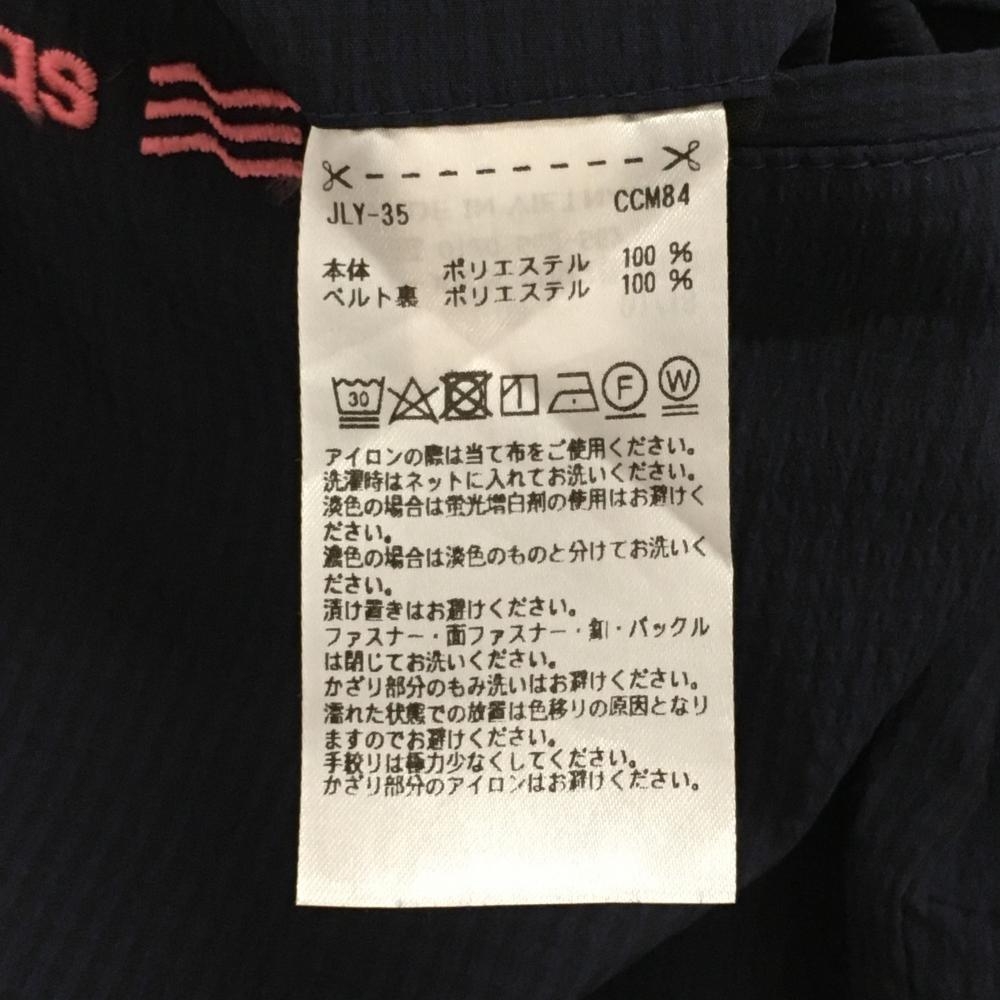 as
JLY-35 CCM84
本体 ポリエステル 100 %
ベルト裏 ポリエステル 100 %
30 F W
アイロンの際は当て布をご使用ください。
洗濯時はネットに入れてお洗いください。
淡色の場合は蛍光増白剤の使用はお避けく
ださい。
濃色の場合は淡色のものと分けてお洗いく
ださい。
漬け置きはお避けください。
ファスナー・面ファスナー・釦・バックル
は閉じてお洗いください。
かざり部分のもみ洗いはお避けください。
濡れた状態での放置は色移りの原因となり
ますのでお避けください。
手絞りは極力少なくしてください。
かざり部分のアイロンはお避けください。